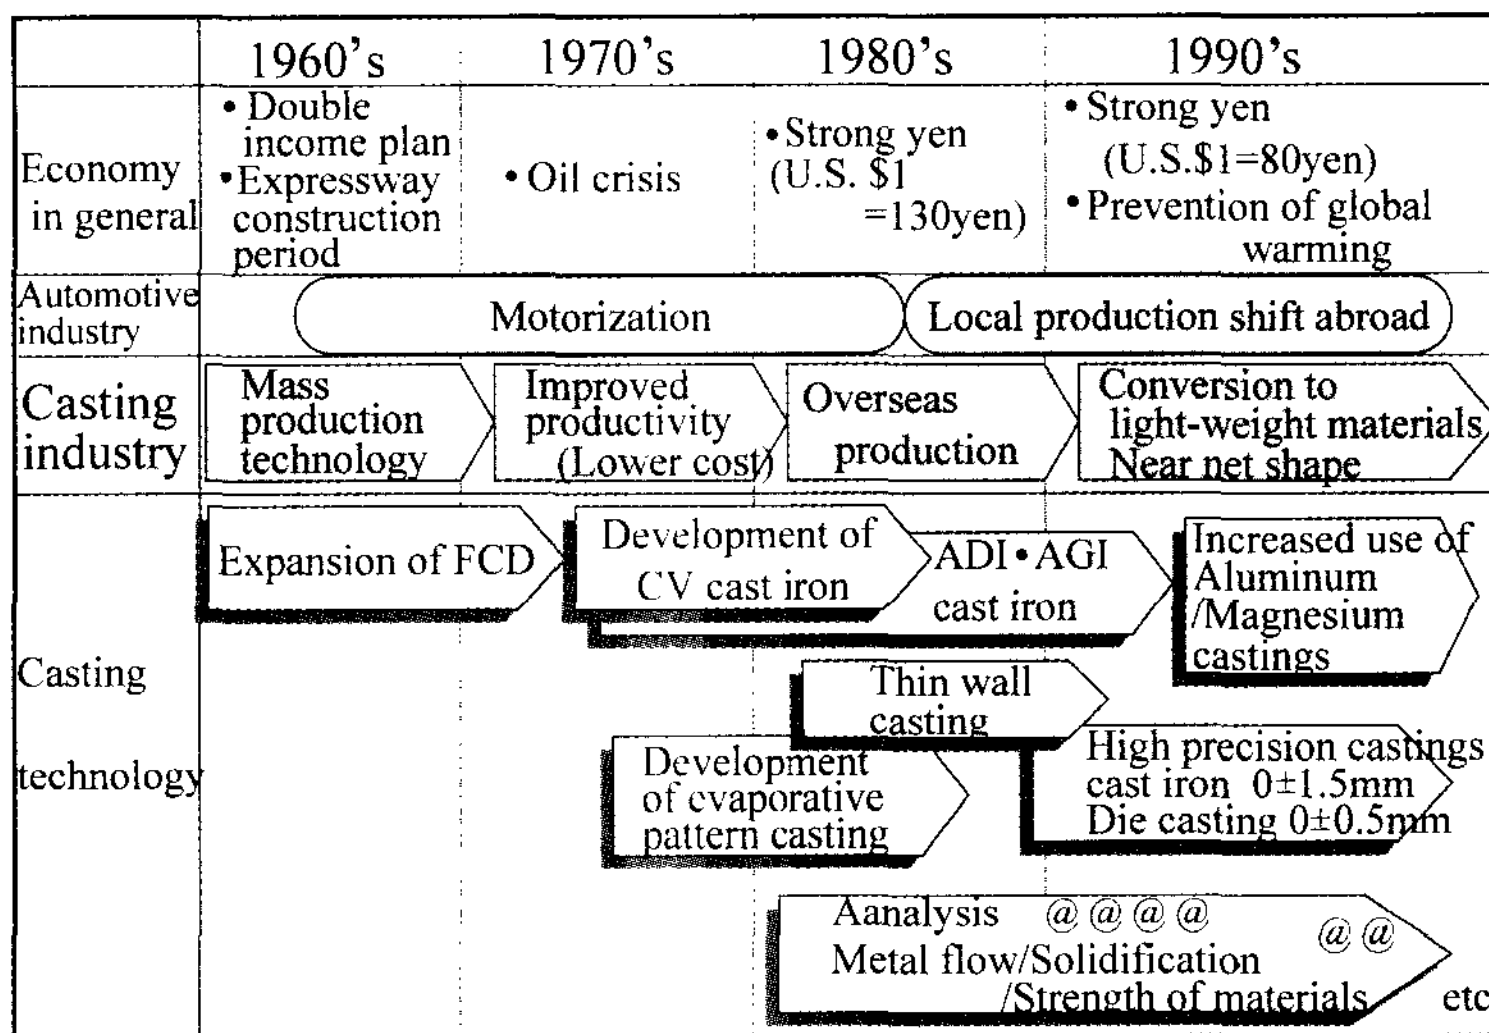 1960's 1970's 1980's 1990's
Economy
in general
• Double
income plan
• Expressway
construction
period
• Oil crisis
• Strong yen
(U.S. $1
=130yen)
• Strong yen
(U.S.$1=80yen)
• Prevention of global
warming
Automotive
industry
Motorization
Local production shift abroad
Casting
industry
Mass
production
technology
Improved
productivity
(Lower cost)
Overseas
production
Conversion to
light-weight materials
Near net shape
Casting
technology
Expansion of FCD
Development of
CV cast iron
ADI•AGI
cast iron
Increased use of
Aluminum
/Magnesium
castings
Thin wall
casting
Development
of evaporative
pattern casting
High precision castings
cast iron 0±1.5mm
Die casting 0±0.5mm
Aanalysis @ @ @ @
@ @
Metal flow/Solidification
/Strength of materials etc